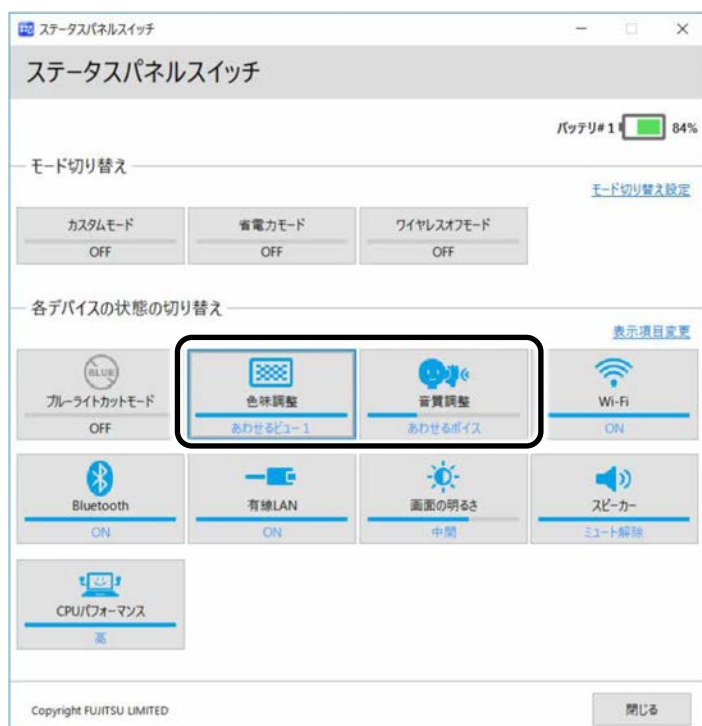 ステータスパネルスイッチ
ステータスパネルスイッチ
バッテリ#1 84%
モード切り替え
モード切り替え設定
カスタムモード 省電力モード ワイヤレスオフモード
OFF OFF OFF
各デバイスの状態の切り替え
表示項目変更
BLUE
ブルーライトカットモード 色味調整 音質調整 Wi-Fi
OFF あわせるビュー1 あわせるボイス ON
Bluetooth 有線LAN 画面の明るさ スピーカー
ON ON 中間 ミュート解除
CPUパフォーマンス
高
Copyright FUJITSU LIMITED 閉じる